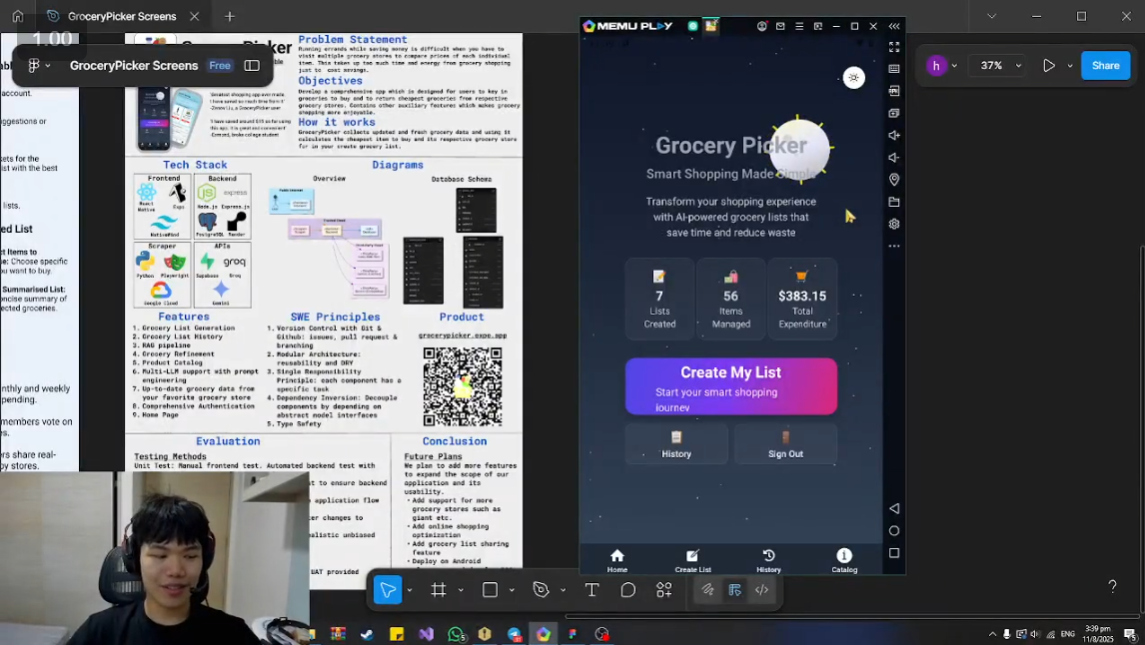 GroceryPicker Screens
1.00
GroceryPicker Screens
Free
MEMU PLAY
h
37%
Share
account.
ggestions or
kets for the
ist with the best
lists.
ed List
ct Items to
e: Choose specific
ou want to buy.
Summarised List:
oncise summary of
ected groceries.
nthly and weekly
pending.
members vote on
es.
ers share real-
by stores.
Picker
Problem Statement
Running errands while saving money is difficult when you have to
visit multiple grocery stores to compare prices of each individual
item. This takes up too much time and energy from grocery shopping
just to cost savings.
Objectives
Develop a comprehensive app which is designed for users to key in
groceries to buy and to return cheapest groceries from respective
grocery stores. Contains other auxiliary features which makes grocery
shopping more enjoyable.
How it works
GroceryPicker collects updated and fresh grocery data and using it
calculates the cheapest item to buy and its respective grocery store
for in your create grocery list.
Tech Stack
Frontend
React
Native
Expo
NativeWind
Backend
Node.js
Express.js
PostgreSQL
Render
Scraper
Python
Playwright
Google Cloud
APIs
Supabase
Groq
Gemini
express
groq
Diagrams
Overview
Database Schema
Features
1. Grocery List Generation
2. Grocery List History
3. RAG pipeline
4. Grocery Refinement
5. Product Catalog
6. Multi-LLM support with prompt
engineering
7. Up-to-date grocery data from
your favorite grocery store
8. Comprehensive Authentication
9. Home Page
SWE Principles
1. Version Control with Git &
Github: issues, pull request &
branching
2. Modular Architecture:
reusability and DRY
3. Single Responsibility
Principle: each component has a
specific task
4. Dependency Inversion: Decouple
components by depending on
abstract model interfaces
5. Type Safety
Product
grocerypicker.expo.app
Evaluation
Testing Methods
Unit Test: Manual frontend test. Automated backend test with
st to ensure backend
application flow
er changes to
alistic unbiased
UAT provided
Conclusion
Future Plans
We plan to add more features
to expand the scope of our
application and its
usability.
• Add support for more
grocery stores such as
giant etc.
• Add online shopping
optimization
• Add grocery list sharing
feature
• Deploy on Android
Grocery Picker
Smart Shopping Made Simple
Transform your shopping experience
with AI-powered grocery lists that
save time and reduce waste
7
Lists
Created
56
Items
Managed
$383.15
Total
Expenditure
Create My List
Start your smart shopping
journey
History
Sign Out
Home
Create List
History
Catalog
?
ENG
3:39 pm
11/8/2025